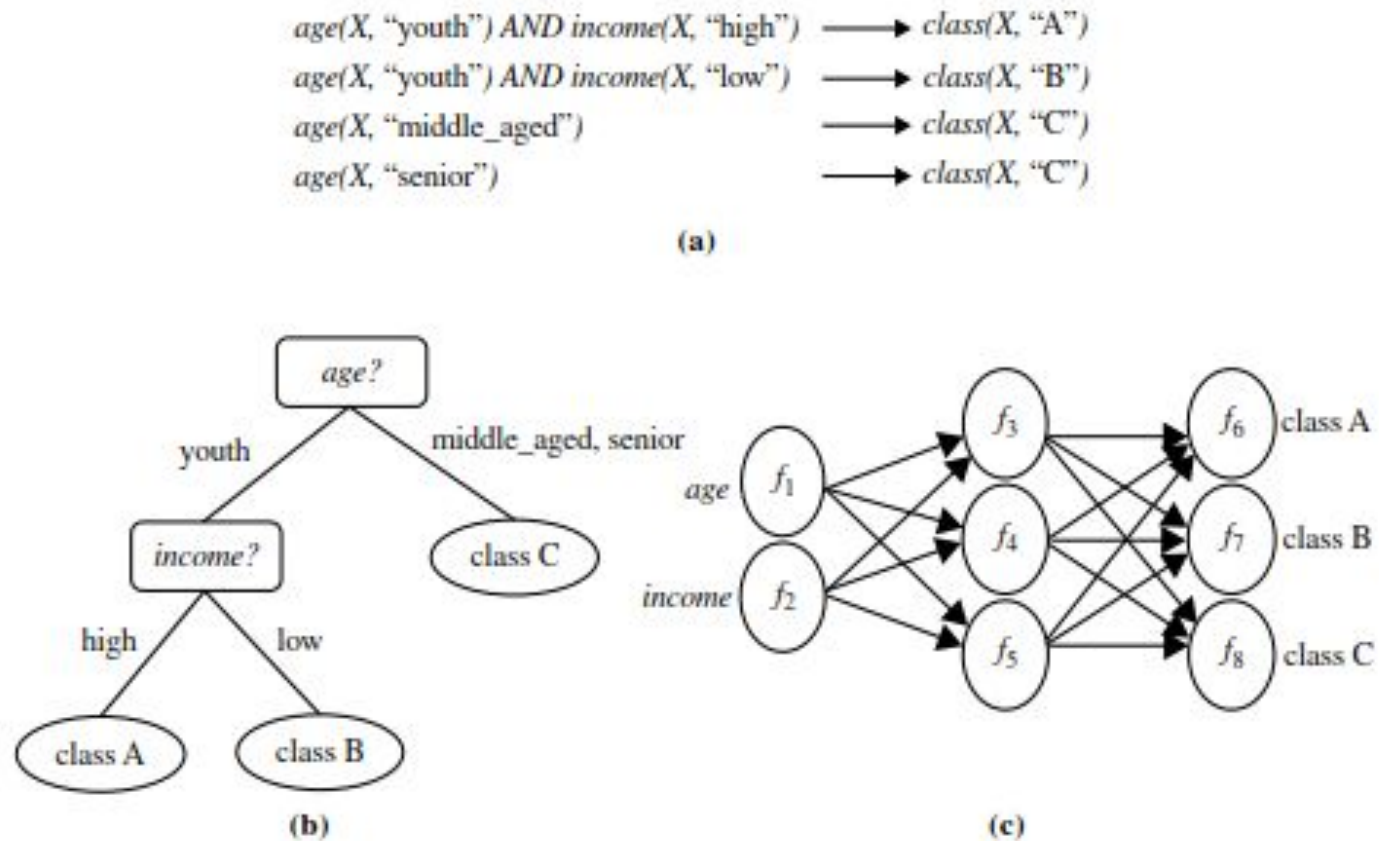 age(X, “youth”) AND income(X, “high”) → class(X, “A”)
age(X, “youth”) AND income(X, “low”) → class(X, “B”)
age(X, “middle_aged”) → class(X, “C”)
age(X, “senior”) → class(X, “C”)
(a)
age?
youth
middle_aged, senior
income?
class C
high
low
class A
class B
(b)
age
f1
income
f2
f3
f4
f5
f6
class A
f7
class B
f8
class C
(c)